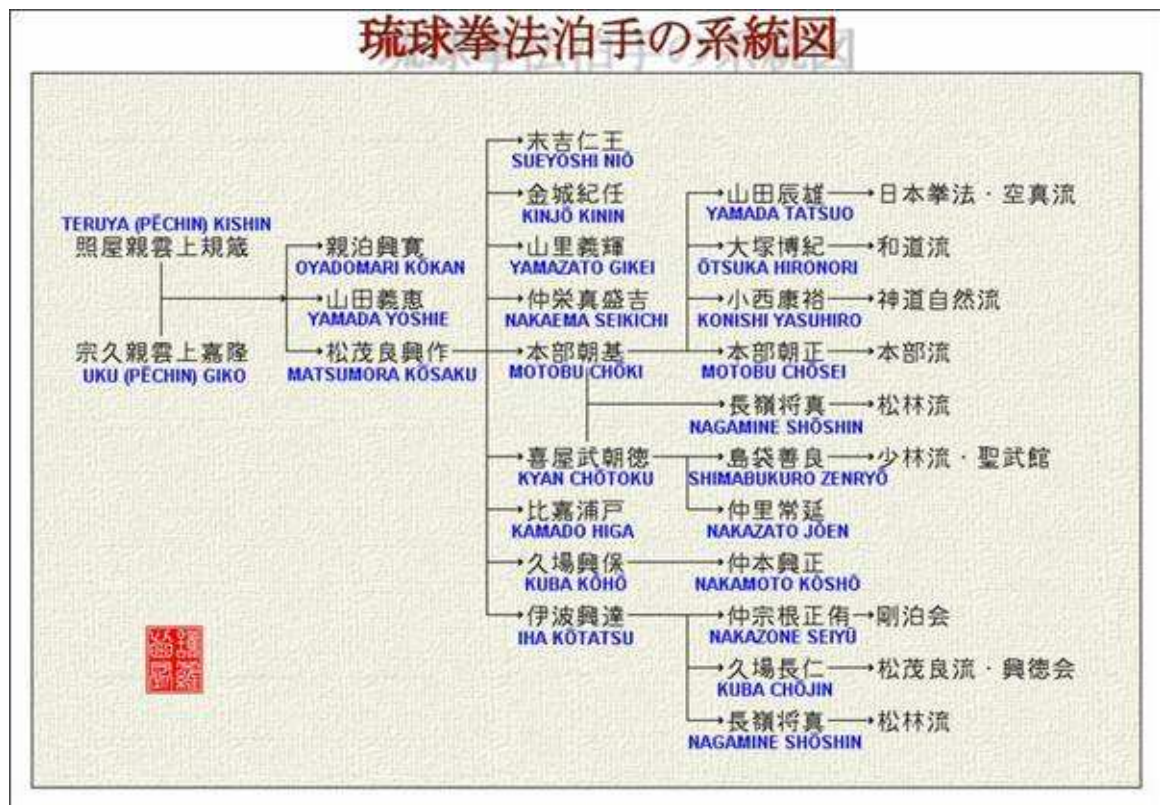 琉球拳法泊手の系統図
TERUYA (PĒCHIN) KISHIN
照屋親雲上規箴
宗久親雲上嘉隆
UKU (PĒCHIN) GIKO
親泊興寛
OYADOMARI KŌKAN
山田義恵
YAMADA YOSHIE
松茂良興作
MATSUMORA KŌSAKU
末吉仁王
SUEYOSHI NIŌ
金城紀任
KINJŌ KININ
山里義輝
YAMAZATO GIKEI
仲栄真盛吉
NAKAEMA SEIKICHI
本部朝基
MOTOBU CHŌKI
喜屋武朝徳
KYAN CHŌTOKU
比嘉浦戸
KAMADO HIGA
久場興保
KUBA KŌHŌ
伊波興達
IHA KŌTATSU
山田辰雄 日本拳法・空真流
YAMADA TATSUO
大塚博紀 和道流
ŌTSUKA HIRONORI
小西康裕 神道自然流
KONISHI YASUHIRO
本部朝正 本部流
MOTOBU CHŌSEI
長嶺将真 松林流
NAGAMINE SHŌSHIN
島袋善良 少林流・聖武館
SHIMABUKURO ZENRYŌ
仲里常延
NAKAZATO JŌEN
仲本興正
NAKAMOTO KŌSHŌ
仲宗根正侑 剛泊会
NAKAZONE SEIYŪ
久場長仁 松茂良流・興徳会
KUBA CHŌJIN
長嶺将真 松林流
NAGAMINE SHŌSHIN